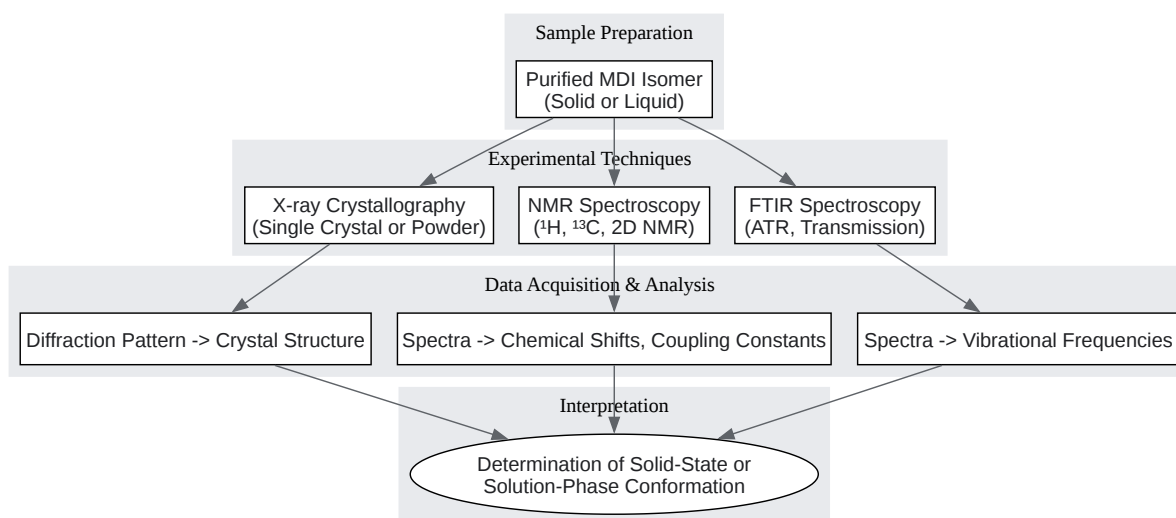 Sample Preparation
Purified MDI Isomer
(Solid or Liquid)
Experimental Techniques
X-ray Crystallography
(Single Crystal or Powder)
NMR Spectroscopy
(¹H, ¹³C, 2D NMR)
FTIR Spectroscopy
(ATR, Transmission)
Data Acquisition & Analysis
Diffraction Pattern -> Crystal Structure
Spectra -> Chemical Shifts, Coupling Constants
Spectra -> Vibrational Frequencies
Interpretation
Determination of Solid-State or
Solution-Phase Conformation